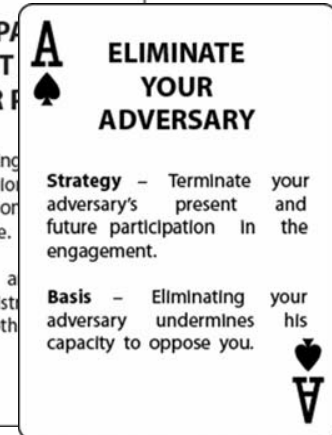 A
ELIMINATE
YOUR
ADVERSARY
Strategy – Terminate your
adversary's present and
future participation in the
engagement.
Basis – Eliminating your
adversary undermines his
capacity to oppose you.
A